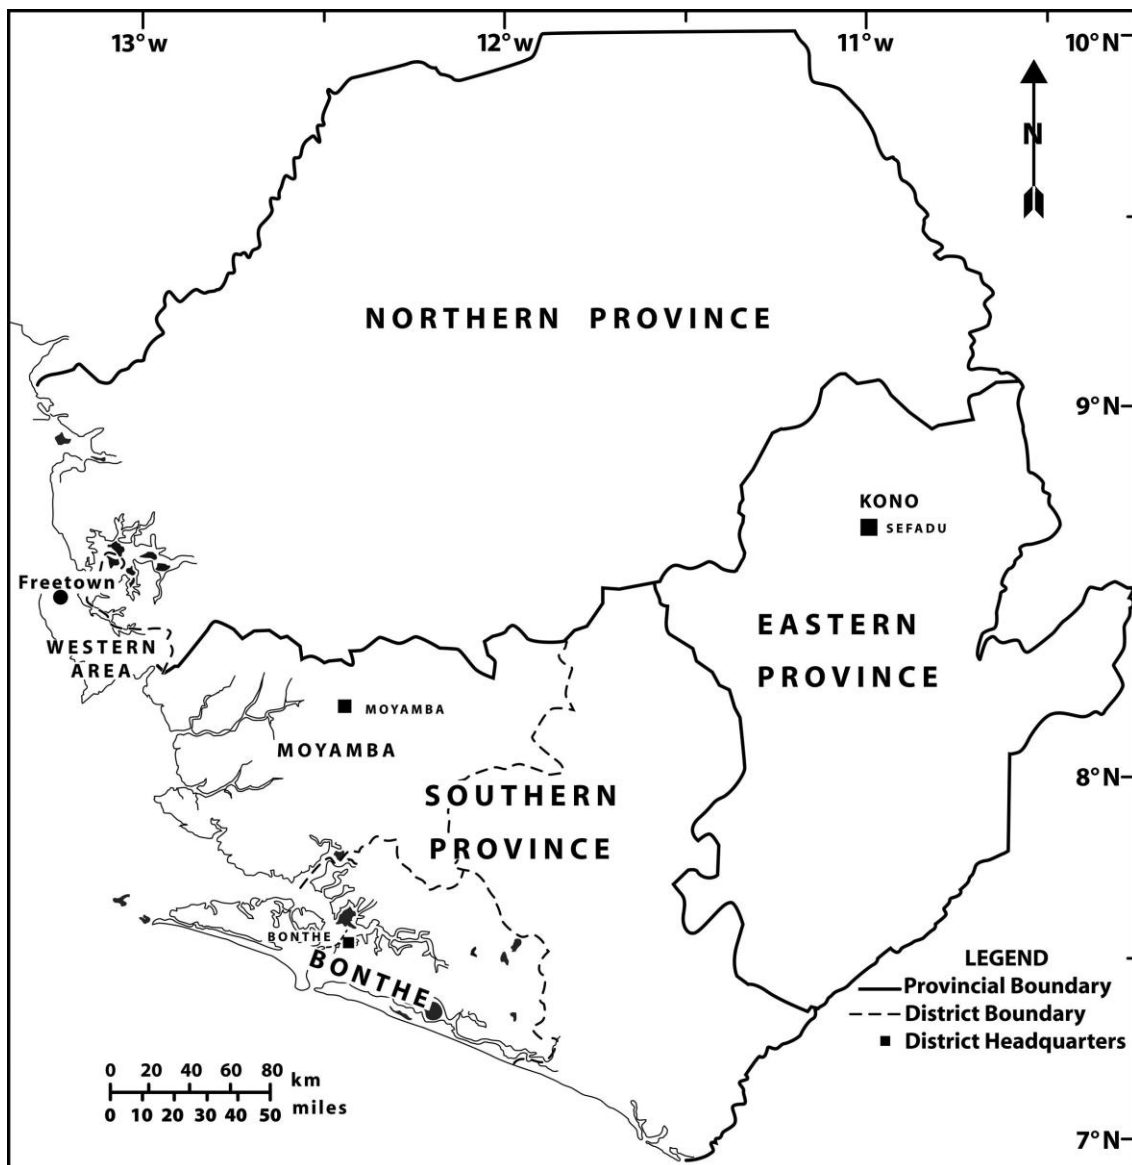 13°W 12°W 11°W 10°N
N
NORTHERN PROVINCE
9°N
KONO
SEFADU
Freetown
EASTERN
PROVINCE
WESTERN
AREA
MOYAMBA
MOYAMBA
8°N
SOUTHERN
PROVINCE
BONTHE
BONTHE
LEGEND
Provincial Boundary
District Boundary
District Headquarters
0 20 40 60 80 km
0 10 20 30 40 50 miles
7°N